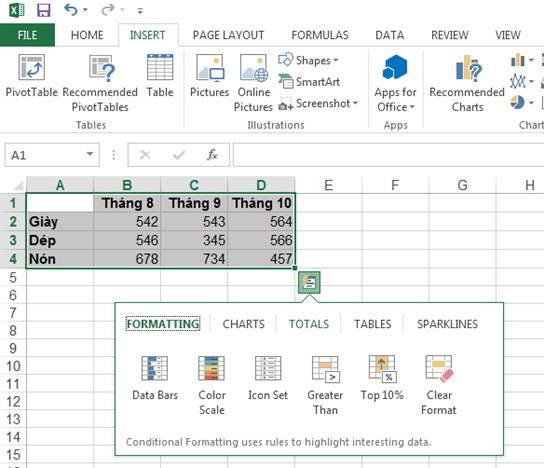 FILE HOME INSERT PAGE LAYOUT FORMULAS DATA REVIEW VIEW
PivotTable Recommended PivotTables Table
Pictures Online Pictures
Shapes
SmartArt
Screenshot
Apps for Office
Recommended Charts
Tables Illustrations Apps Chart
A1 fx
A B C D E F G H
1 Tháng 8 Tháng 9 Tháng 10
2 Giày 542 543 564
3 Dép 546 345 566
4 Nón 678 734 457
5
6
7
8
9
10
11
12
13
14
15
FORMATTING CHARTS TOTALS TABLES SPARKLINES
Data Bars Color Scale Icon Set Greater Than Top 10% Clear Format
Conditional Formatting uses rules to highlight interesting data.